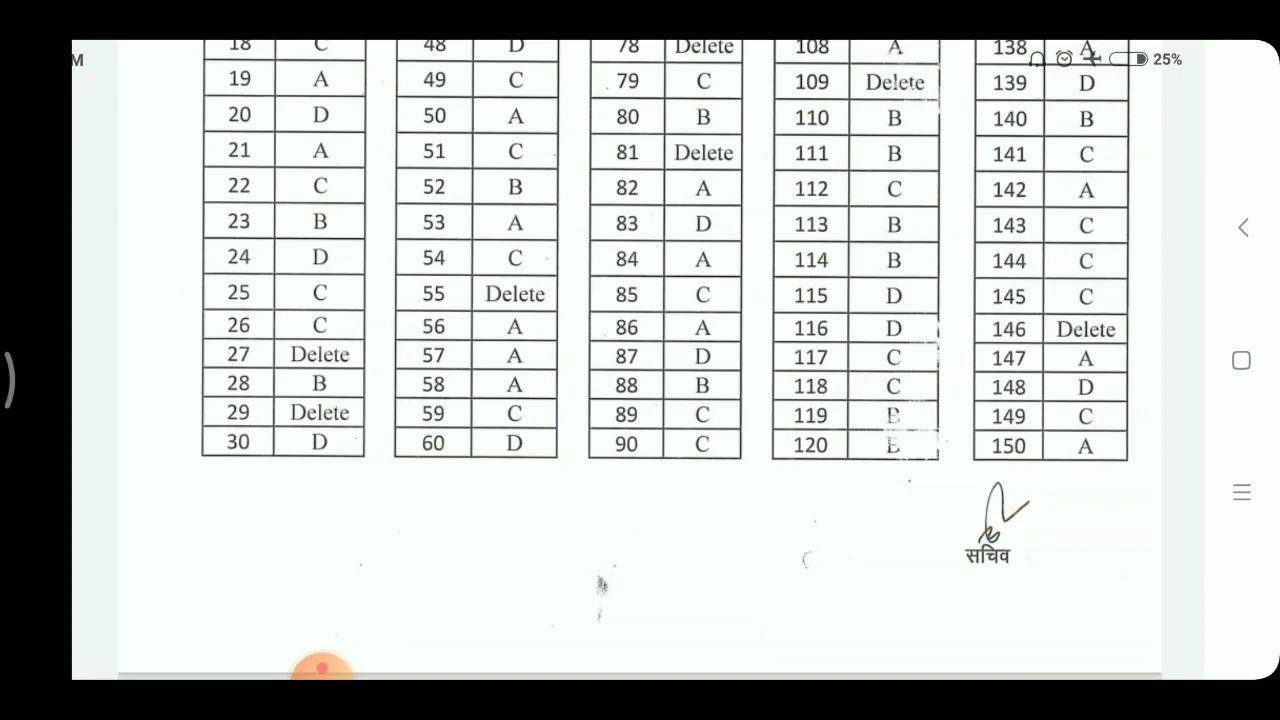 M
25%
18 C 48 D 78 Delete 108 A 138 A
19 A 49 C 79 C 109 Delete 139 D
20 D 50 A 80 B 110 B 140 B
21 A 51 C 81 Delete 111 B 141 C
22 C 52 B 82 A 112 C 142 A
23 B 53 A 83 D 113 B 143 C
24 D 54 C 84 A 114 B 144 C
25 C 55 Delete 85 C 115 D 145 C
26 C 56 A 86 A 116 D 146 Delete
27 Delete 57 A 87 D 117 C 147 A
28 B 58 A 88 B 118 C 148 D
29 Delete 59 C 89 C 119 B 149 C
30 D 60 D 90 C 120 B 150 A
सचिव